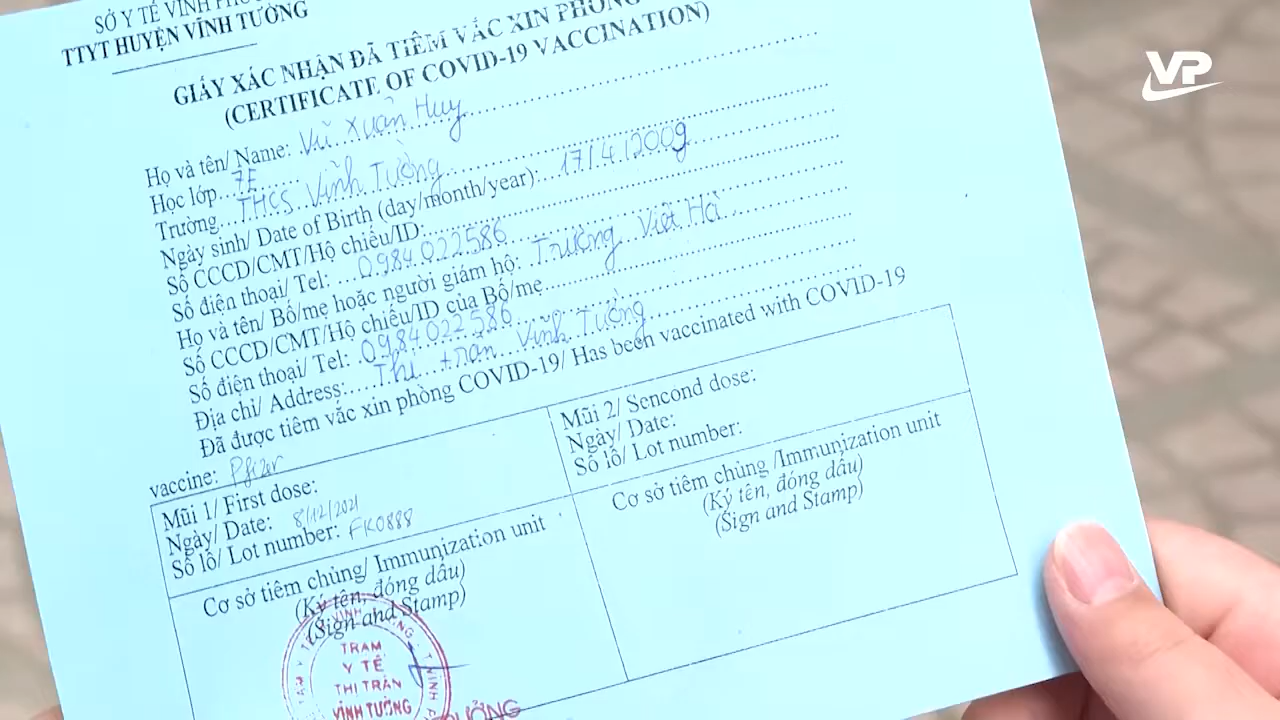 SỞ Y TẾ VĨNH
TTYT HUYỆN VĨNH TƯỜNG
GIẤY XÁC NHẬN ĐÃ TIÊM VẮC XIN PHÒNG
(CERTIFICATE OF COVID-19 VACCINATION)
Họ và tên/ Name: Vũ Xuân Huy
Học lớp 7E
Trường THCS Vĩnh Tường
Ngày sinh/ Date of Birth (day/month/year): 17/4/2009
Số CCCD/CMT/Hộ chiếu/ID:
Số điện thoại/ Tel: 0984022586
Họ và tên/ Bố/mẹ hoặc người giám hộ: Trường Việt Hà
Số CCCD/CMT/Hộ chiếu/ID của Bố/mẹ
Số điện thoại/ Tel: 0984022586
Địa chỉ/ Address: Thị trấn Vĩnh Tường
Đã được tiêm vắc xin phòng COVID-19/ Has been vaccinated with COVID-19
vaccine: Pfizer
Mũi 1/ First dose:
Ngày/ Date: 8/12/2021
Số lô/ Lot number: FK0888
Cơ sở tiêm chủng/ Immunization unit
(Ký tên, đóng dấu)
(Sign and Stamp)
Mũi 2/ Sencond dose:
Ngày/ Date:
Số lô/ Lot number:
Cơ sở tiêm chủng /Immunization unit
(Ký tên, đóng dấu)
(Sign and Stamp)
TRẠM
Y TẾ
THỊ TRẤN
VĨNH TƯỜNG
VP